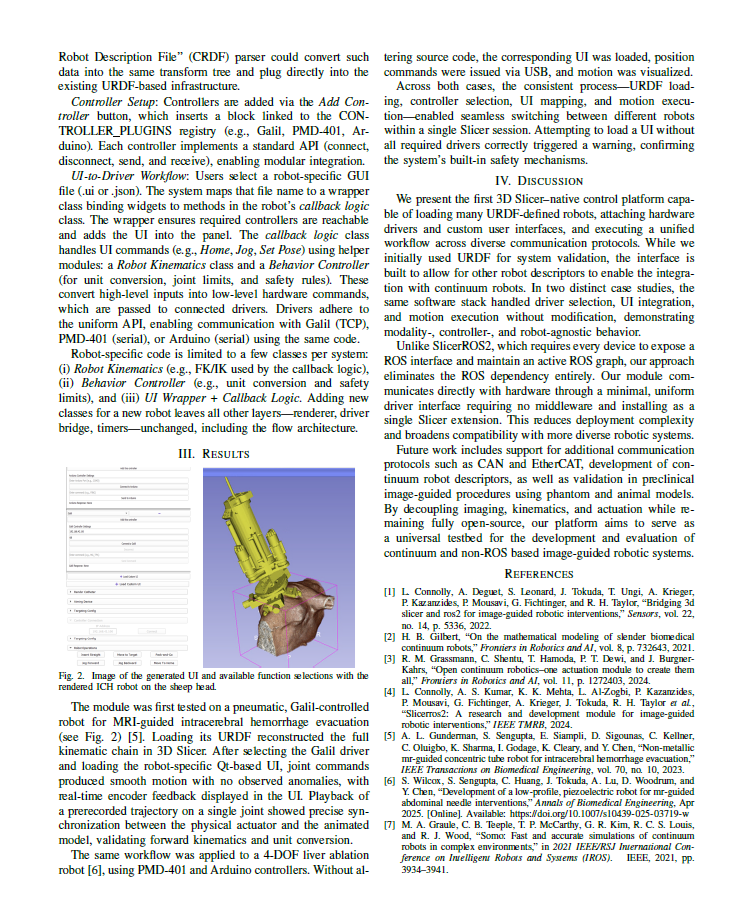 Robot Description File” (CRDF) parser could convert such
data into the same transform tree and plug directly into the
existing URDF-based infrastructure.
Controller Setup: Controllers are added via the Add Con-
troller button, which inserts a block linked to the CON-
TROLLER_PLUGINS registry (e.g., Galil, PMD-401, Ar-
duino). Each controller implements a standard API (connect,
disconnect, send, and receive), enabling modular integration.
UI-to-Driver Workflow: Users select a robot-specific GUI
file (.ui or .json). The system maps that file name to a wrapper
class binding widgets to methods in the robot’s callback logic
class. The wrapper ensures required controllers are reachable
and adds the UI into the panel. The callback logic class
handles UI commands (e.g., Home, Jog, Set Pose) using helper
modules: a Robot Kinematics class and a Behavior Controller
(for unit conversion, joint limits, and safety rules). These
convert high-level inputs into low-level hardware commands,
which are passed to connected drivers. Drivers adhere to
the uniform API, enabling communication with Galil (TCP),
PMD-401 (serial), or Arduino (serial) using the same code.
Robot-specific code is limited to a few classes per system:
(i) Robot Kinematics (e.g., FK/IK used by the callback logic),
(ii) Behavior Controller (e.g., unit conversion and safety
limits), and (iii) UI Wrapper + Callback Logic. Adding new
classes for a new robot leaves all other layers—renderer, driver
bridge, timers—unchanged, including the flow architecture.
III. RESULTS
Fig. 2. Image of the generated UI and available function selections with the
rendered ICH robot on the sheep head.
The module was first tested on a pneumatic, Galil-controlled
robot for MRI-guided intracerebral hemorrhage evacuation
(see Fig. 2) [5]. Loading its URDF reconstructed the full
kinematic chain in 3D Slicer. After selecting the Galil driver
and loading the robot-specific Qt-based UI, joint commands
produced smooth motion with no observed anomalies, with
real-time encoder feedback displayed in the UI. Playback of
a prerecorded trajectory on a single joint showed precise syn-
chronization between the physical actuator and the animated
model, validating forward kinematics and unit conversion.
The same workflow was applied to a 4-DOF liver ablation
robot [6], using PMD-401 and Arduino controllers. Without al-
tering source code, the corresponding UI was loaded, position
commands were issued via USB, and motion was visualized.
Across both cases, the consistent process—URDF load-
ing, controller selection, UI mapping, and motion execu-
tion—enabled seamless switching between different robots
within a single Slicer session. Attempting to load a UI without
all required drivers correctly triggered a warning, confirming
the system’s built-in safety mechanisms.
IV. DISCUSSION
We present the first 3D Slicer–native control platform capa-
ble of loading many URDF-defined robots, attaching hardware
drivers and custom user interfaces, and executing a unified
workflow across diverse communication protocols. While we
initially used URDF for system validation, the interface is
built to allow for other robot descriptors to enable the integra-
tion with continuum robots. In two distinct case studies, the
same software stack handled driver selection, UI integration,
and motion execution without modification, demonstrating
modality-, controller-, and robot-agnostic behavior.
Unlike SlicerROS2, which requires every device to expose a
ROS interface and maintain an active ROS graph, our approach
eliminates the ROS dependency entirely. Our module com-
municates directly with hardware through a minimal, uniform
driver interface requiring no middleware and installing as a
single Slicer extension. This reduces deployment complexity
and broadens compatibility with more diverse robotic systems.
Future work includes support for additional communication
protocols such as CAN and EtherCAT, development of con-
tinuum robot descriptors, as well as validation in preclinical
image-guided procedures using phantom and animal models.
By decoupling imaging, kinematics, and actuation while re-
maining fully open-source, our platform aims to serve as
a universal testbed for the development and evaluation of
continuum and non-ROS based image-guided robotic systems.
REFERENCES
[1] L. Connolly, A. Deguet, S. Leonard, J. Tokuda, T. Ungi, A. Krieger,
P. Kazanzides, P. Mousavi, G. Fichtinger, and R. H. Taylor, “Bridging 3d
slicer and ros2 for image-guided robotic interventions,” Sensors, vol. 22,
no. 14, p. 5336, 2022.
[2] H. B. Gilbert, “On the mathematical modeling of slender biomedical
continuum robots,” Frontiers in Robotics and AI, vol. 8, p. 732643, 2021.
[3] R. M. Grassmann, C. Shentu, T. Hamoda, P. T. Dewi, and J. Burgner-
Kahrs, “Open continuum robotics–one actuation module to create them
all,” Frontiers in Robotics and AI, vol. 11, p. 1272403, 2024.
[4] L. Connolly, A. S. Kumar, K. K. Mehta, L. Al-Zogbi, P. Kazanzides,
P. Mousavi, G. Fichtinger, A. Krieger, J. Tokuda, R. H. Taylor et al.,
“Slicerros2: A research and development module for image-guided
robotic interventions,” IEEE TMRB, 2024.
[5] A. L. Gunderman, S. Sengupta, E. Siampli, D. Sigounas, C. Kellner,
C. Oluigbo, K. Sharma, I. Godage, K. Cleary, and Y. Chen, “Non-metallic
mr-guided concentric tube robot for intracerebral hemorrhage evacuation,”
IEEE Transactions on Biomedical Engineering, vol. 70, no. 10, 2023.
[6] S. Wilcox, S. Sengupta, C. Huang, J. Tokuda, A. Lu, D. Woodrum, and
Y. Chen, “Development of a low-profile, piezoelectric robot for mr-guided
abdominal needle interventions,” Annals of Biomedical Engineering, Apr
2025. [Online]. Available: https://doi.org/10.1007/s10439-025-03719-w
[7] M. A. Graule, C. B. Teeple, T. P. McCarthy, G. R. Kim, R. C. S. Louis,
and R. J. Wood, “Somo: Fast and accurate simulations of continuum
robots in complex environments,” in 2021 IEEE/RSJ International Con-
ference on Intelligent Robots and Systems (IROS). IEEE, 2021, pp.
3934–3941.